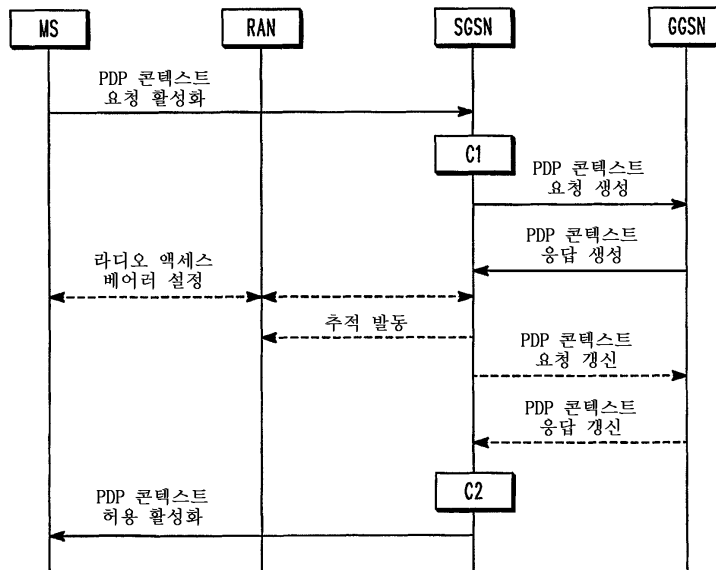 MS
RAN
SGSN
GGSN
PDP 콘텍스트
요청 활성화
C1
PDP 콘텍스트
요청 생성
PDP 콘텍스트
응답 생성
라디오 액세스
베어러 설정
추적 발동
PDP 콘텍스트
요청 갱신
PDP 콘텍스트
응답 갱신
C2
PDP 콘텍스트
허용 활성화